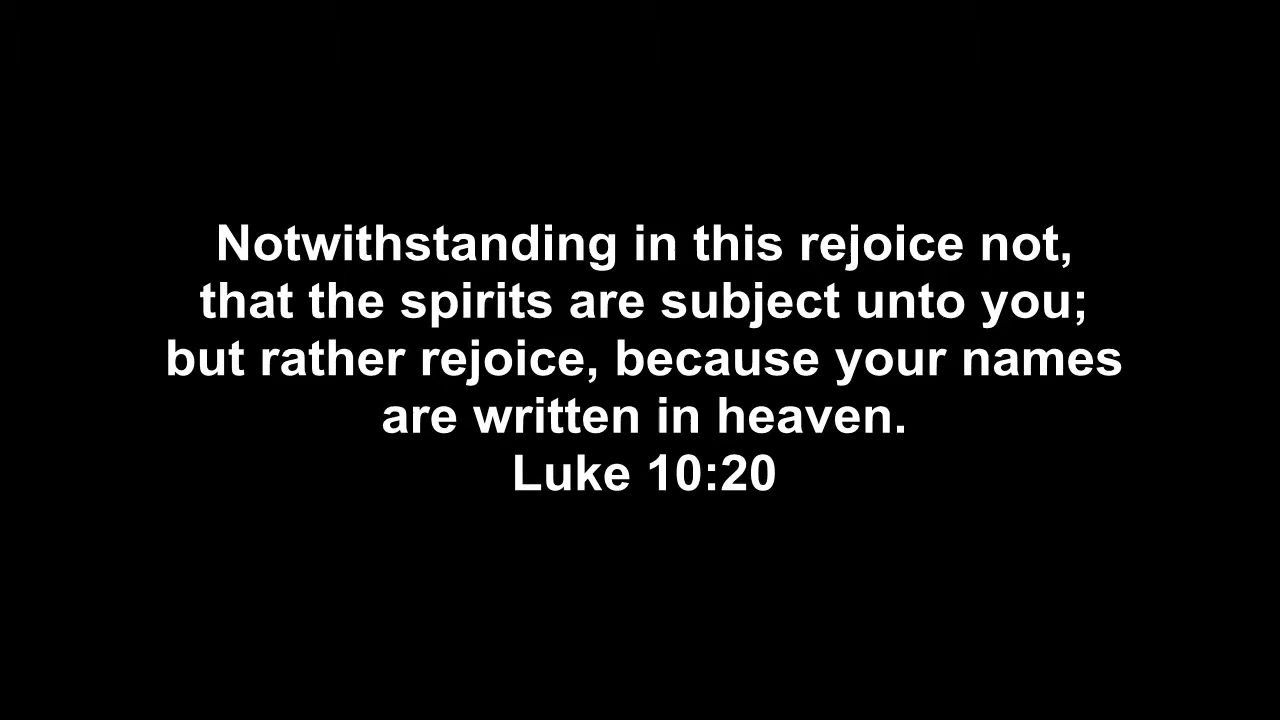 Notwithstanding in this rejoice not,
that the spirits are subject unto you;
but rather rejoice, because your names
are written in heaven.
Luke 10:20